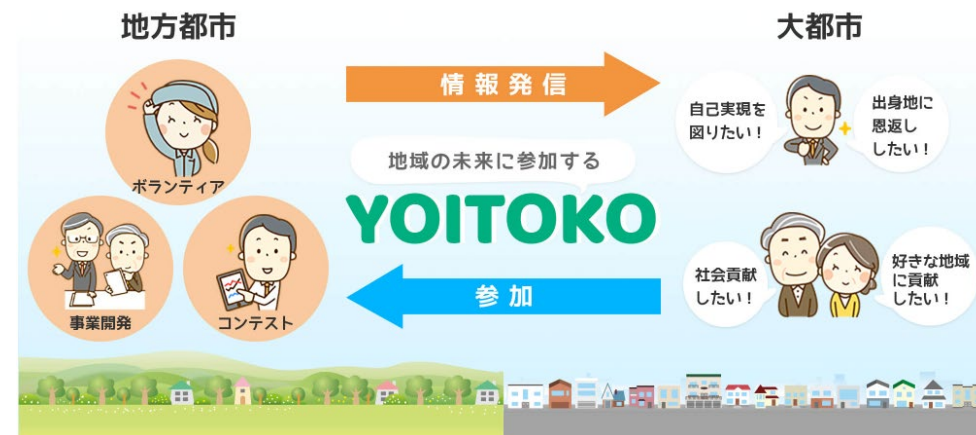 地方都市
大都市
情報発信
自己実現を
図りたい！
出身地に
恩返し
したい！
ボランティア
地域の未来に参加する
YOITOKO
事業開発
コンテスト
参加
社会貢献
したい！
好きな地域
に貢献
したい！